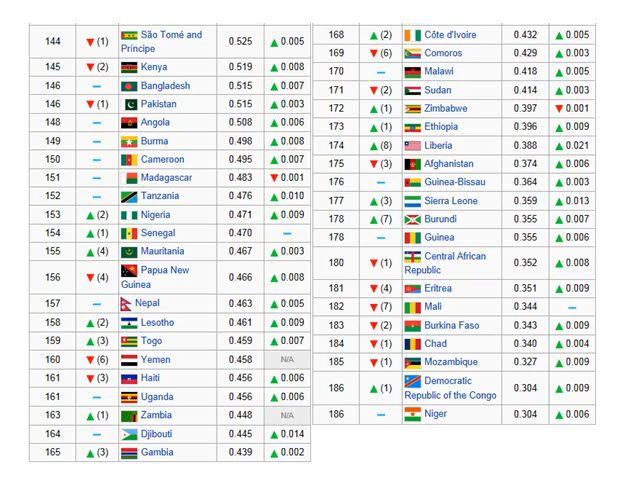 144 ▼ (1) São Tomé and Príncipe 0.525 ▲ 0.005
145 ▼ (2) Kenya 0.519 ▲ 0.008
146 – Bangladesh 0.515 ▲ 0.007
146 ▼ (1) Pakistan 0.515 ▲ 0.003
148 – Angola 0.508 ▲ 0.006
149 – Burma 0.498 ▲ 0.008
150 – Cameroon 0.495 ▲ 0.007
151 – Madagascar 0.483 ▼ 0.001
152 – Tanzania 0.476 ▲ 0.010
153 ▲ (2) Nigeria 0.471 ▲ 0.009
154 ▲ (1) Senegal 0.470 –
155 ▲ (4) Mauritania 0.467 ▲ 0.003
156 ▼ (4) Papua New Guinea 0.466 ▲ 0.008
157 – Nepal 0.463 ▲ 0.005
158 ▲ (2) Lesotho 0.461 ▲ 0.009
159 ▲ (3) Togo 0.459 ▲ 0.007
160 ▼ (6) Yemen 0.458 N/A
161 ▼ (3) Haiti 0.456 ▲ 0.006
161 – Uganda 0.456 ▲ 0.006
163 ▲ (1) Zambia 0.448 N/A
164 – Djibouti 0.445 ▲ 0.014
165 ▲ (3) Gambia 0.439 ▲ 0.002
168 ▲ (2) Côte d'Ivoire 0.432 ▲ 0.005
169 ▼ (6) Comoros 0.429 ▲ 0.003
170 – Malawi 0.418 ▲ 0.005
171 ▼ (2) Sudan 0.414 ▲ 0.003
172 ▲ (1) Zimbabwe 0.397 ▼ 0.001
173 ▲ (1) Ethiopia 0.396 ▲ 0.009
174 ▲ (8) Liberia 0.388 ▲ 0.021
175 ▼ (3) Afghanistan 0.374 ▲ 0.006
176 – Guinea-Bissau 0.364 ▲ 0.003
177 ▲ (3) Sierra Leone 0.359 ▲ 0.013
178 ▲ (7) Burundi 0.355 ▲ 0.007
178 – Guinea 0.355 ▲ 0.006
180 ▼ (1) Central African Republic 0.352 ▲ 0.008
181 ▼ (4) Eritrea 0.351 ▲ 0.009
182 ▼ (7) Mali 0.344 –
183 ▼ (2) Burkina Faso 0.343 ▲ 0.009
184 ▼ (1) Chad 0.340 ▲ 0.004
185 ▼ (1) Mozambique 0.327 ▲ 0.009
186 ▲ (1) Democratic Republic of the Congo 0.304 ▲ 0.009
186 – Niger 0.304 ▲ 0.006